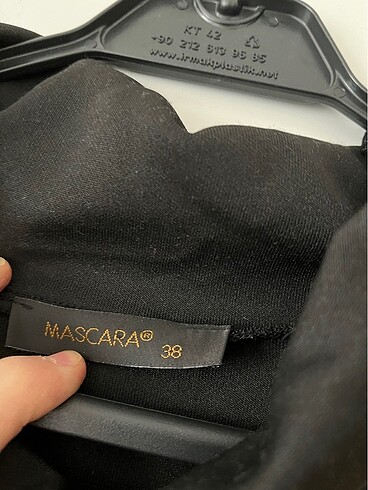 KT 42
+90 212 613 96 95
www.irmakplastik.net
MASCARA®
38